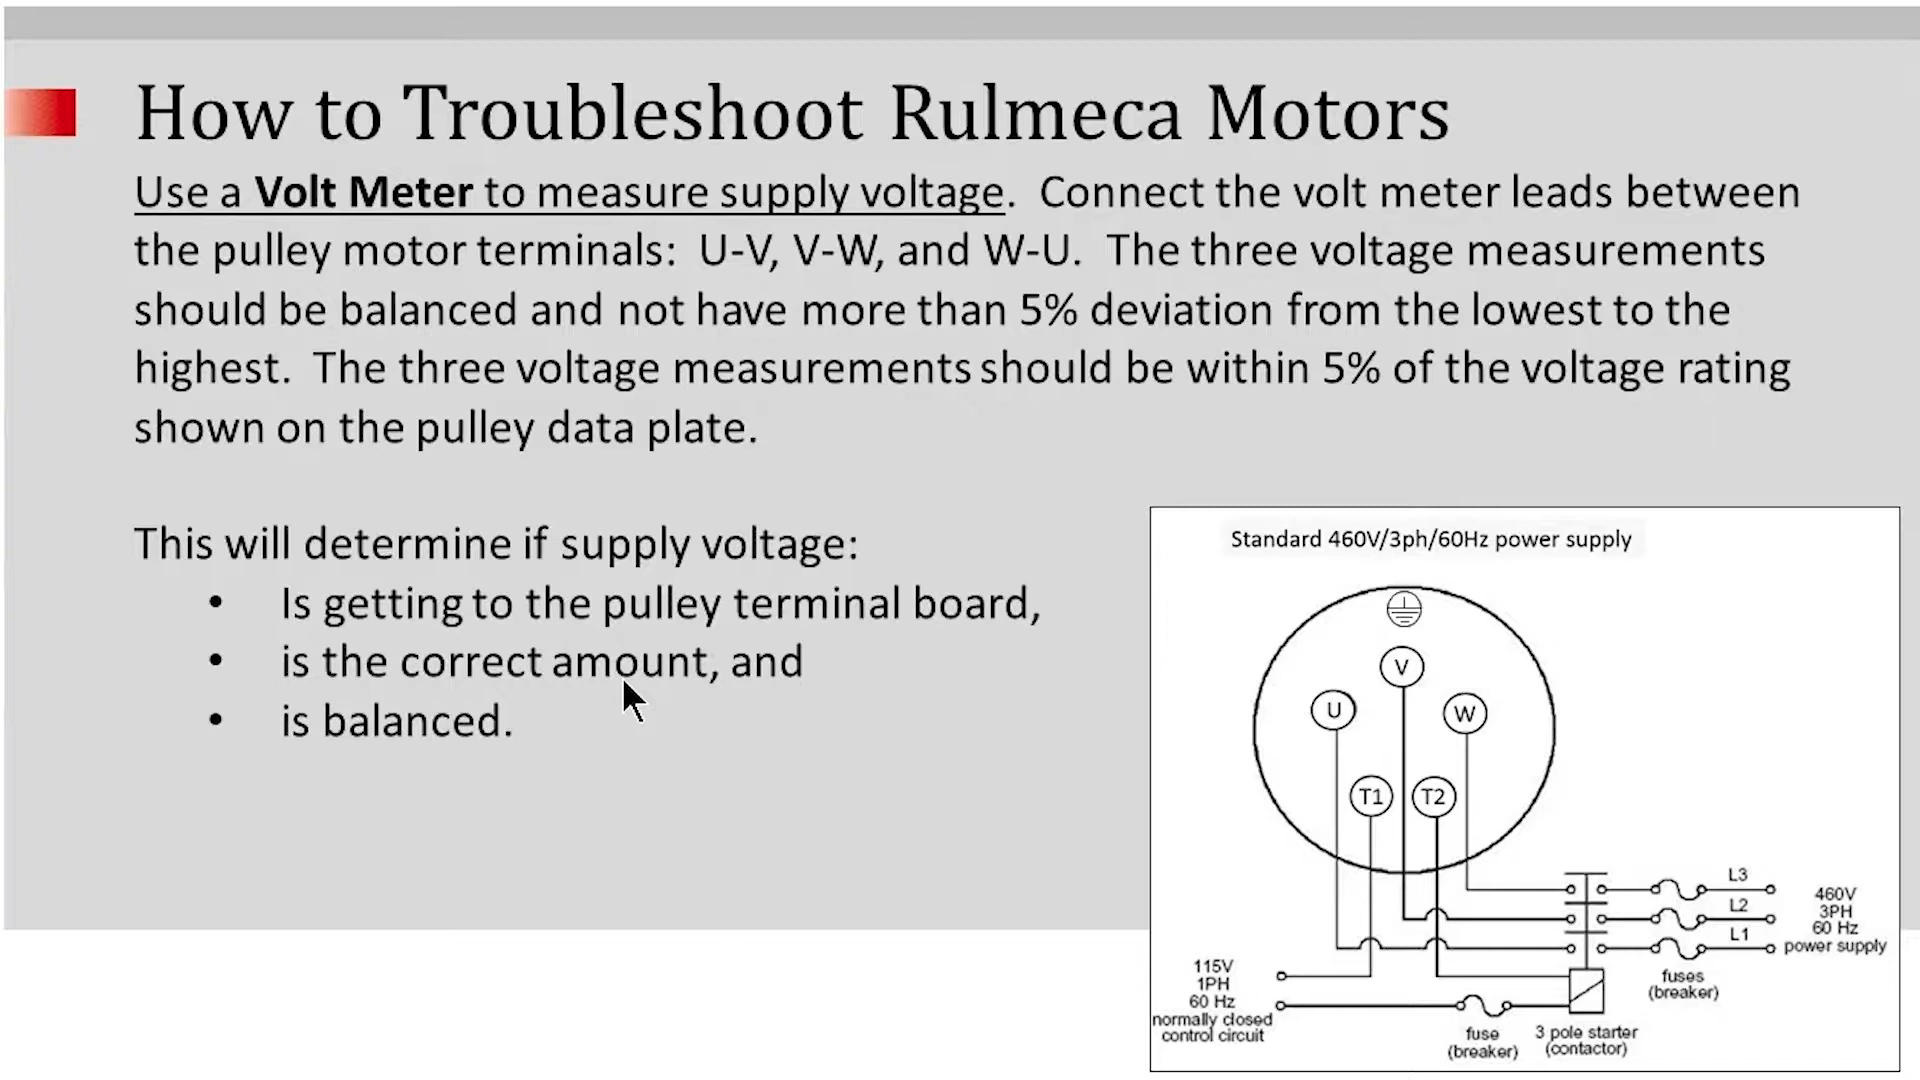 How to Troubleshoot Rulmeca Motors
Use a Volt Meter to measure supply voltage. Connect the volt meter leads between
the pulley motor terminals: U-V, V-W, and W-U. The three voltage measurements
should be balanced and not have more than 5% deviation from the lowest to the
highest. The three voltage measurements should be within 5% of the voltage rating
shown on the pulley data plate.
This will determine if supply voltage:
• Is getting to the pulley terminal board,
• is the correct amount, and
• is balanced.
Standard 460V/3ph/60Hz power supply
V
U
W
T1
T2
L3
L2
L1
460V
3PH
60 Hz
power supply
fuses
(breaker)
115V
1PH
60 Hz
normally closed
control circuit
fuse
(breaker)
3 pole starter
(contactor)